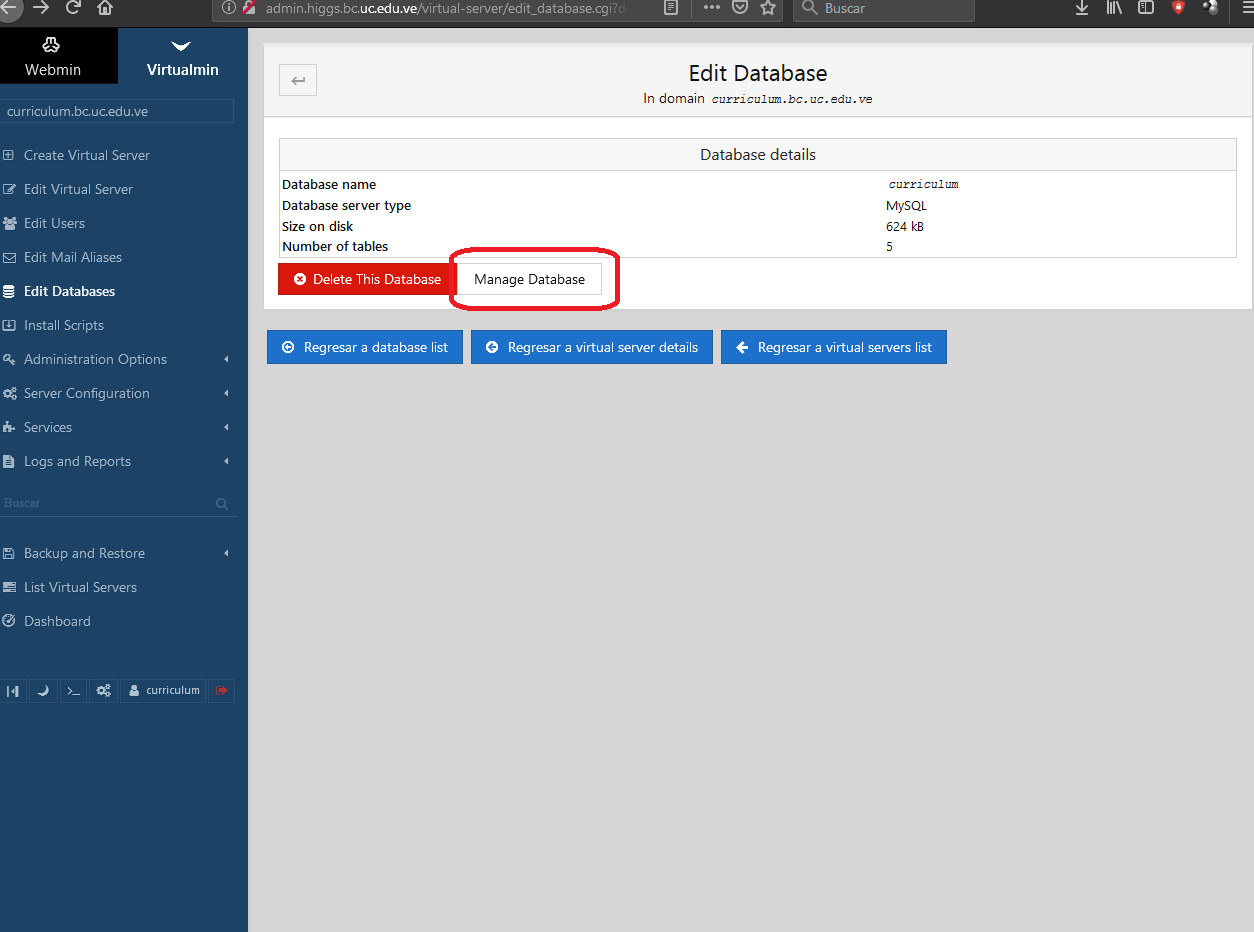 admin.higgs.bc.uc.edu.ve/virtual-server/edit_database.cgi?d
Buscar
Webmin
Virtualmin
curriculum.bc.uc.edu.ve
Create Virtual Server
Edit Virtual Server
Edit Users
Edit Mail Aliases
Edit Databases
Install Scripts
Administration Options
Server Configuration
Services
Logs and Reports
Buscar
Backup and Restore
List Virtual Servers
Dashboard
curriculum
Edit Database
In domain curriculum.bc.uc.edu.ve
Database details
Database name curriculum
Database server type MySQL
Size on disk 624 kB
Number of tables 5
Delete This Database Manage Database
Regresar a database list Regresar a virtual server details Regresar a virtual servers list